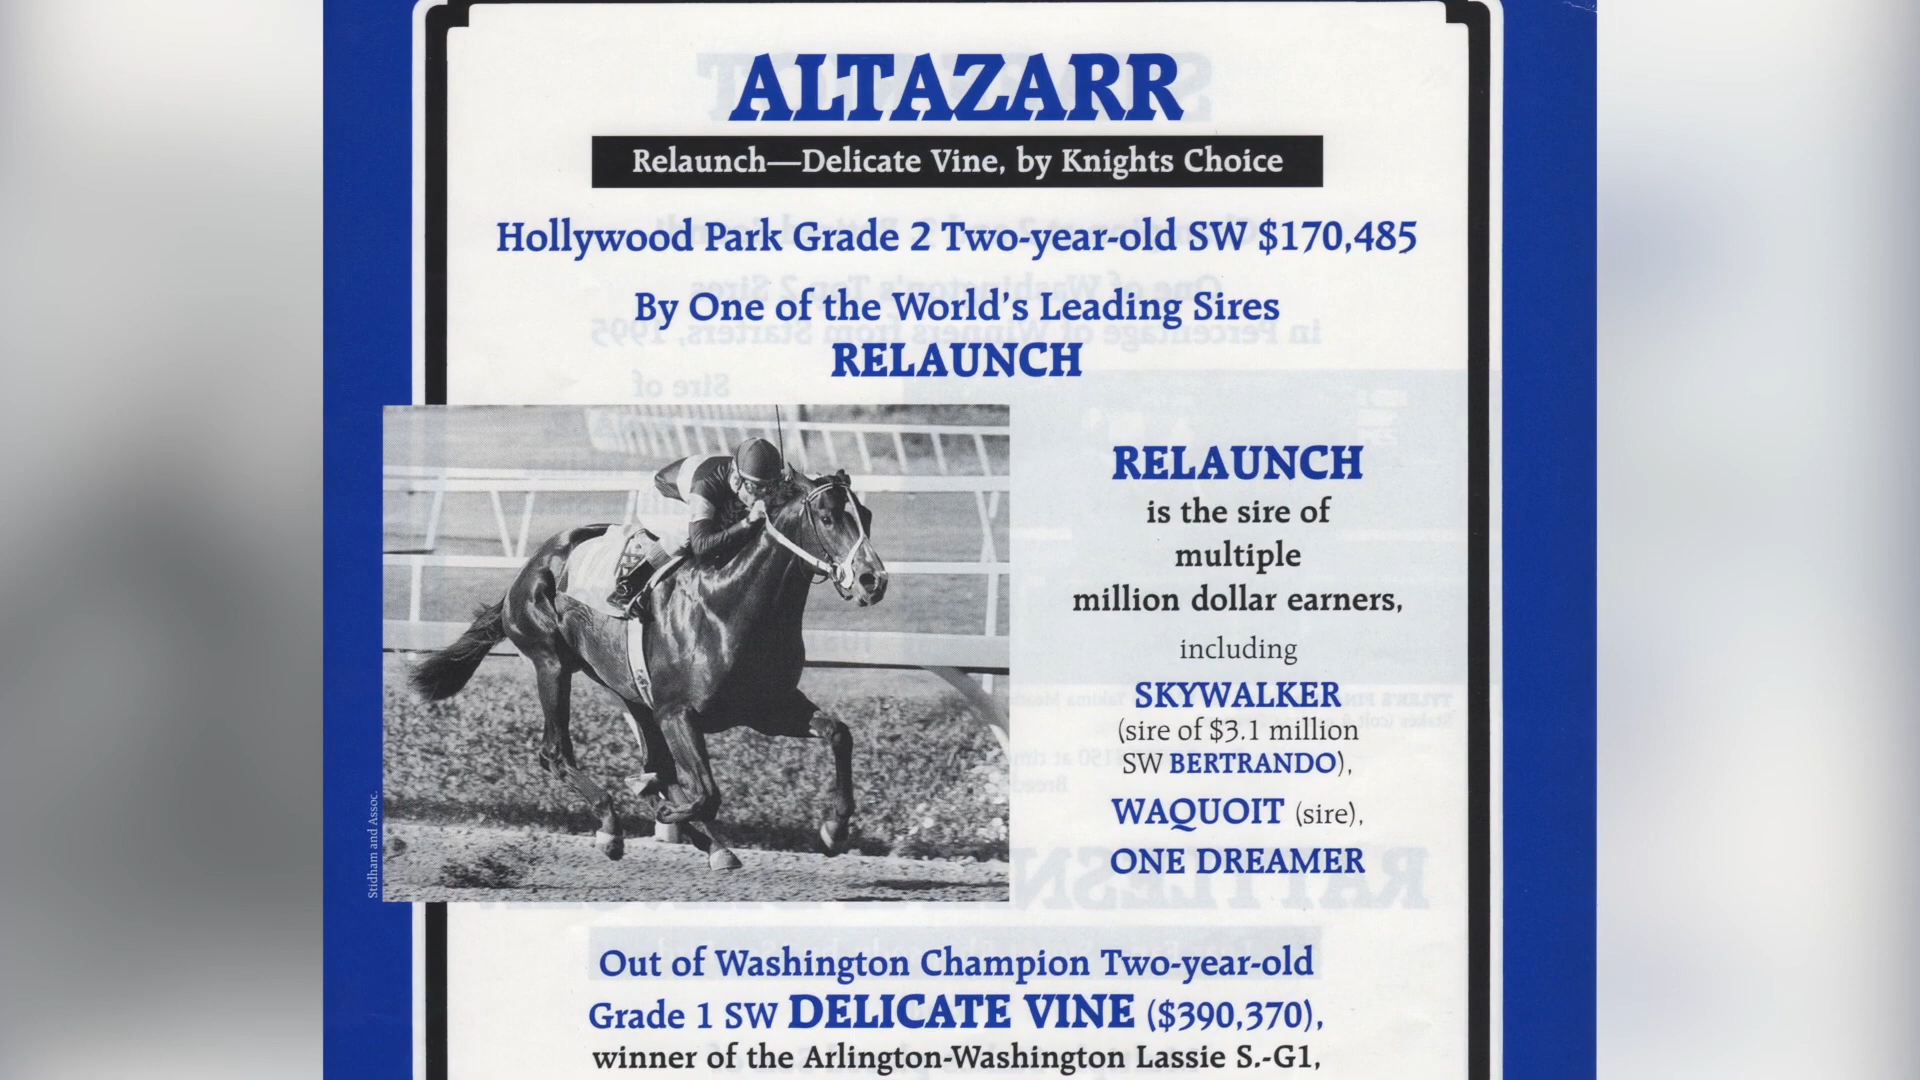 ALTAZARR
Relaunch—Delicate Vine, by Knights Choice
Hollywood Park Grade 2 Two-year-old SW $170,485
By One of the World's Leading Sires
RELAUNCH
RELAUNCH
is the sire of
multiple
million dollar earners,
including
SKYWALKER
(sire of $3.1 million
SW BERTRANDO),
WAQUOIT (sire),
ONE DREAMER
Stidham and Assoc.
Out of Washington Champion Two-year-old
Grade 1 SW DELICATE VINE ($390,370),
winner of the Arlington-Washington Lassie S.-G1,